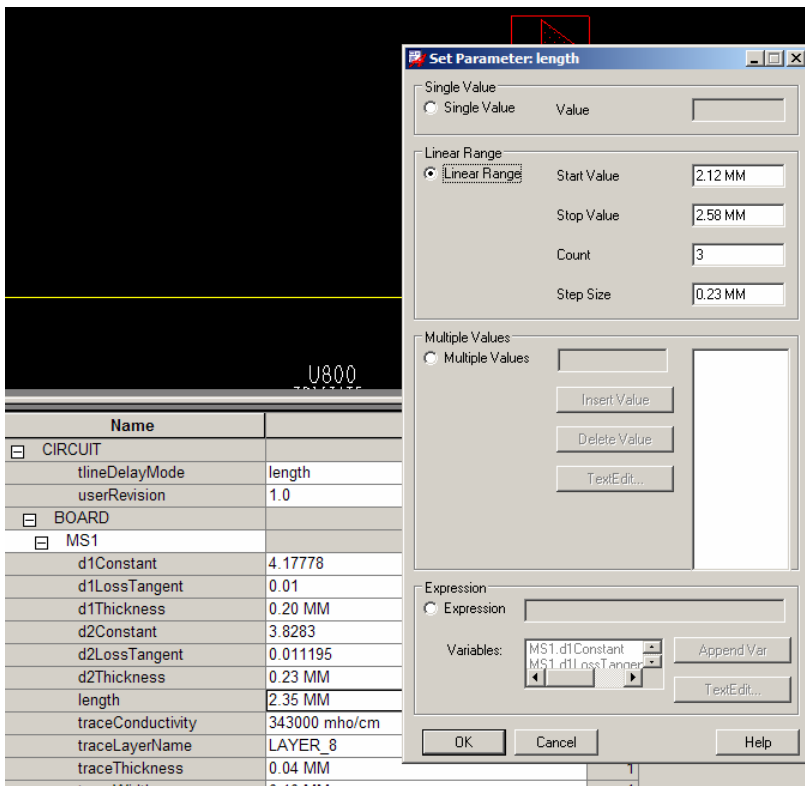 Set Parameter: length
Single Value
Single Value Value
Linear Range
Linear Range Start Value 2.12 MM
Stop Value 2.58 MM
Count 3
Step Size 0.23 MM
Multiple Values
Multiple Values
Insert Value
Delete Value
TextEdit...
Expression
Expression
Variables: MS1.d1Constant Append Var
MS1.d1LossTanger
TextEdit...
OK Cancel Help
U800
Name
CIRCUIT
tlineDelayMode length
userRevision 1.0
BOARD
MS1
d1Constant 4.17778
d1LossTangent 0.01
d1Thickness 0.20 MM
d2Constant 3.8283
d2LossTangent 0.011195
d2Thickness 0.23 MM
length 2.35 MM
traceConductivity 343000 mho/cm
traceLayerName LAYER_8
traceThickness 0.04 MM 1